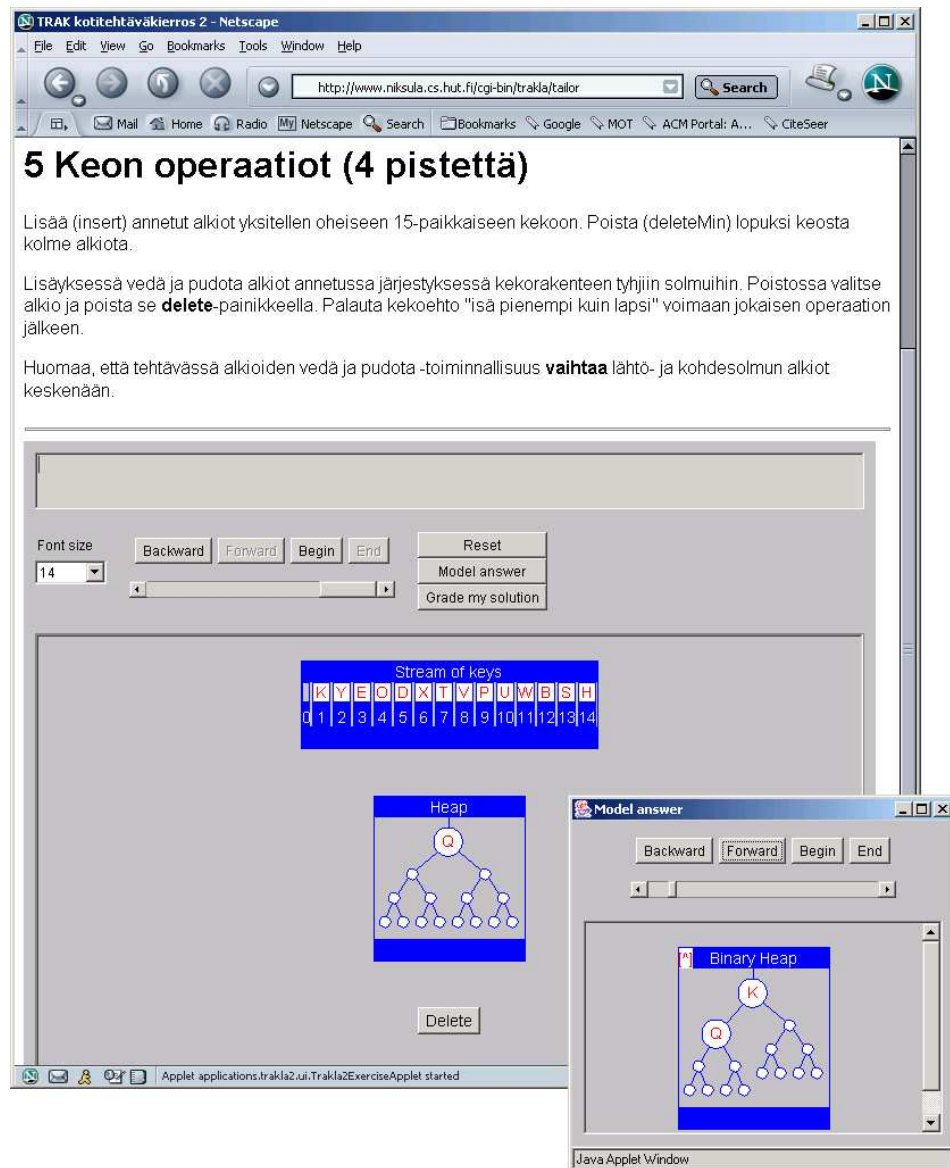 TRAK kotitehtäväkierros 2 - Netscape
File Edit View Go Bookmarks Tools Window Help
http://www.niksula.cs.hut.fi/cgi-bin/trakla/tailor
Search
N
Mail Home Radio My Netscape Search Bookmarks Google MOT ACM Portal: A... CiteSeer
5 Keon operaatiot (4 pistettä)
Lisää (insert) annetut alkiot yksitellen oheiseen 15-paikkaiseen kekoon. Poista (deleteMin) lopuksi keosta
kolme alkiota.
Lisäyksessä vedä ja pudota alkiot annetussa järjestyksessä kekorakenteen tyhjiin solmuihin. Poistossa valitse
alkio ja poista se delete-painikkeella. Palauta kekoehto "isä pienempi kuin lapsi" voimaan jokaisen operaation
jälkeen.
Huomaa, että tehtävässä alkioiden vedä ja pudota -toiminnallisuus vaihtaa lähtö- ja kohdesolmun alkiot
keskenään.
Font size
14
Backward Forward Begin End
Reset
Model answer
Grade my solution
Stream of keys
K Y E O D X T V P U W B S H
0 1 2 3 4 5 6 7 8 9 10 11 12 13 14
Heap
Q
Delete
Applet applications.trakla2.ui.Trakla2ExerciseApplet started
Model answer
Backward Forward Begin End
[^] Binary Heap
K
Q
Java Applet Window